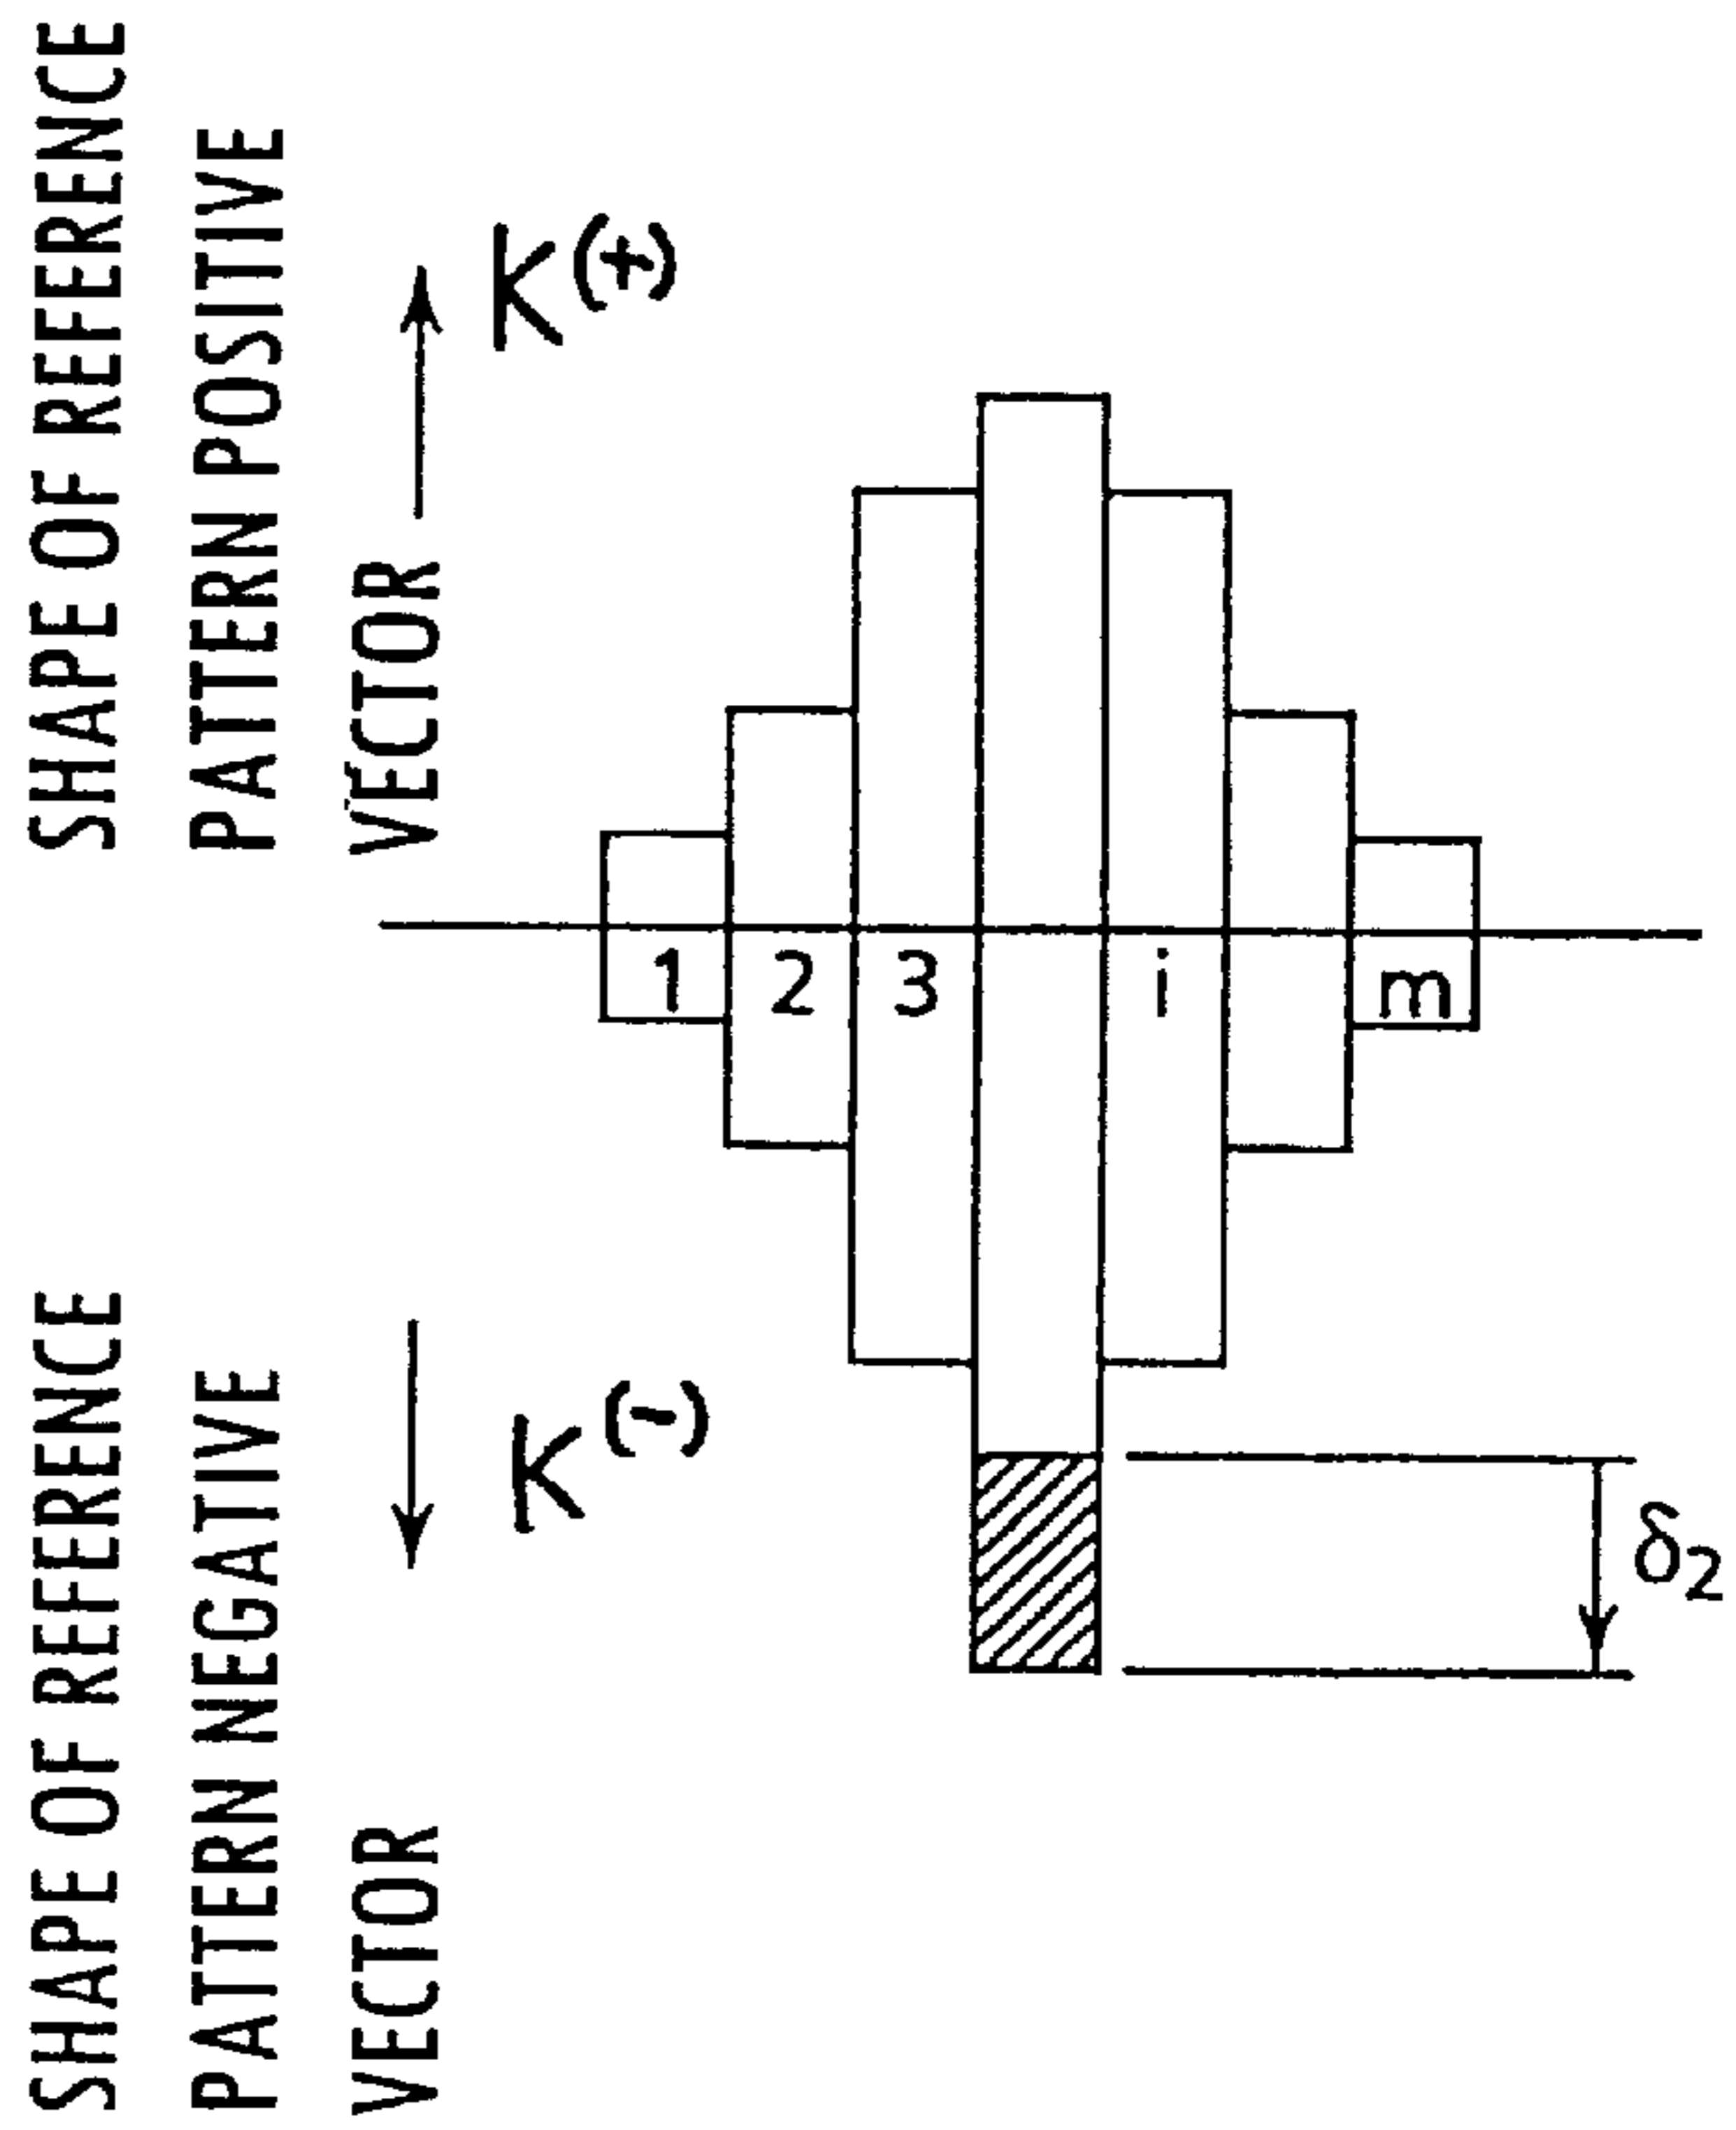 SHAPE OF REFERENCE
PATTERN POSITIVE
VECTOR
K(+)
1 2 3 i m
SHAPE OF REFERENCE
PATTERN NEGATIVE
VECTOR
K(-)
δ2